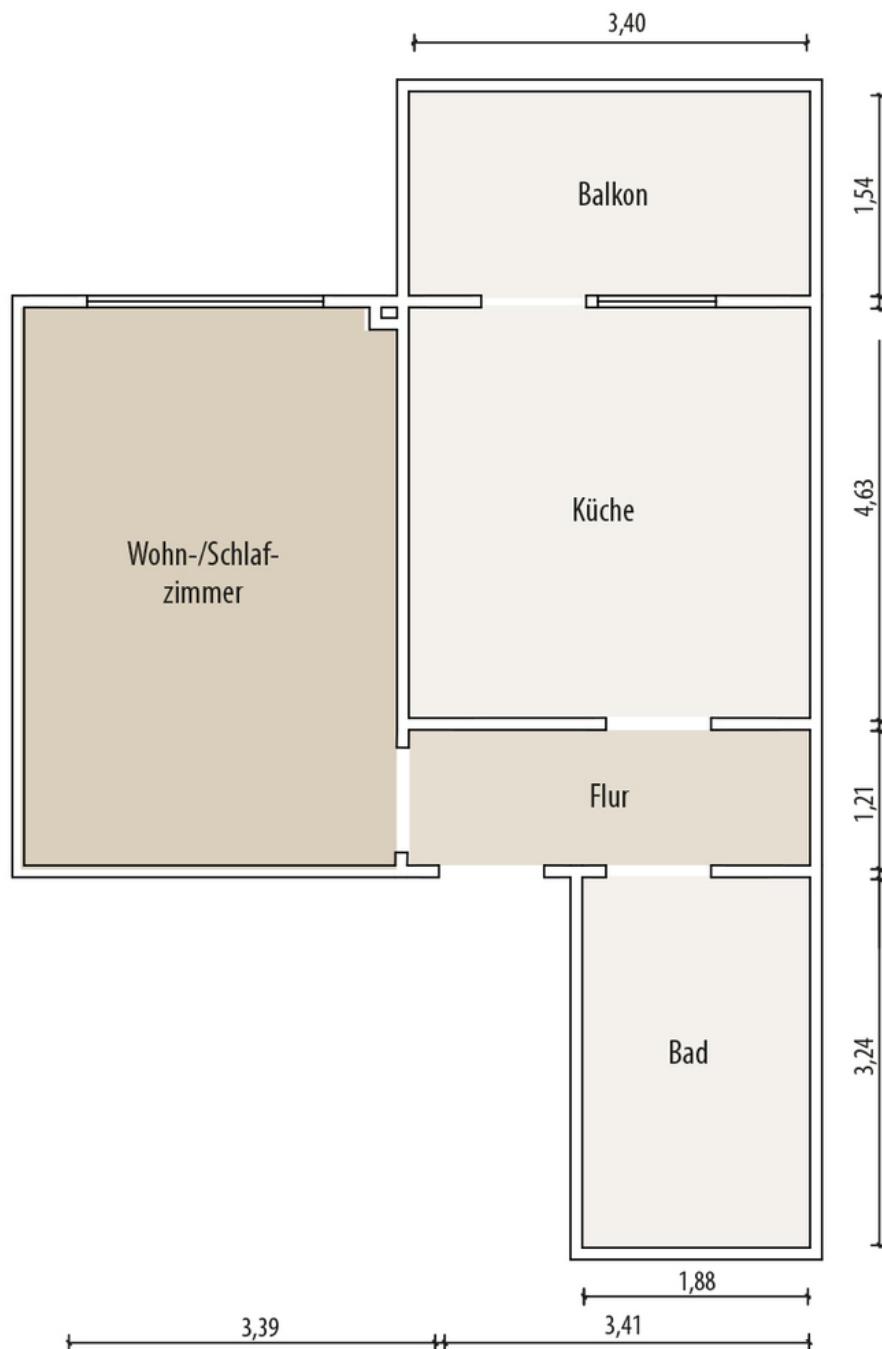 3,40
Balkon
1,54
Küche
4,63
Wohn-/Schlaf-
zimmer
Flur
1,21
Bad
3,24
1,88
3,39
3,41